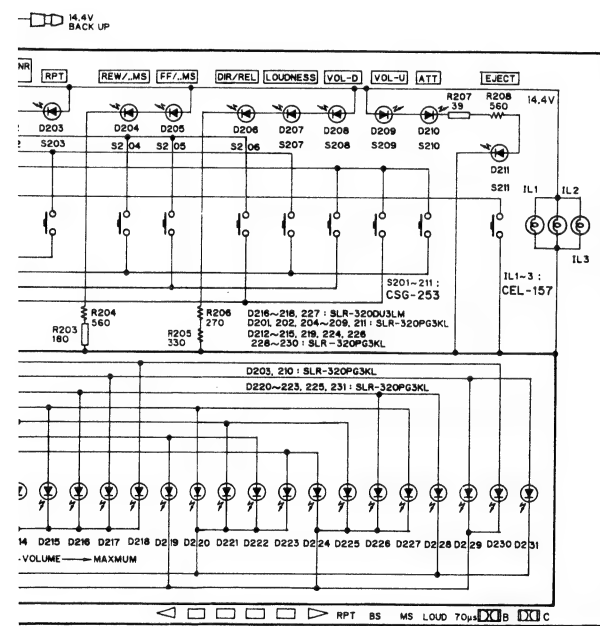 14.4V
BACK UP
NR RPT REW/..MS FF/..MS DIR/REL LOUDNESS VOL-D VOL-U ATT EJECT
R207 39 R208 560 14.4V
D203 D204 D205 D206 D207 D208 D209 D210
S203 S204 S205 S206 S207 S208 S209 S210
D211
S211 IL1 IL2
IL3
S201~211 :
CSG-253
IL1~3 :
CEL-157
R204
560
R203
180
R206
270
R205
330
D216~218, 227 : SLR-320DU3LM
D201, 202, 204~209, 211 : SLR-320PG3KL
D212~215, 219, 224, 226
228~230 : SLR-320PG3KL
D203, 210 : SLR-320PG3KL
D220~223, 225, 231 : SLR-320PG3KL
14 D215 D216 D217 D218 D219 D220 D221 D222 D223 D224 D225 D226 D227 D228 D229 D230 D231
-VOLUME → MAXMUM
RPT BS MS LOUD 70µs B C